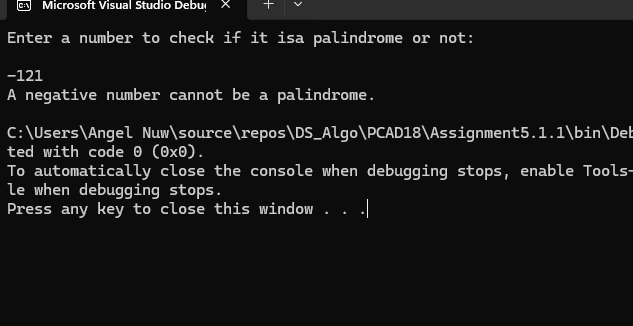 Microsoft Visual Studio Debu
Enter a number to check if it isa palindrome or not:
-121
A negative number cannot be a palindrome.
C:\Users\Angel Nuw\source\repos\DS_Algo\PCAD18\Assignment5.1.1\bin\Deb
ted with code 0 (0x0).
To automatically close the console when debugging stops, enable Tools-
le when debugging stops.
Press any key to close this window . . .